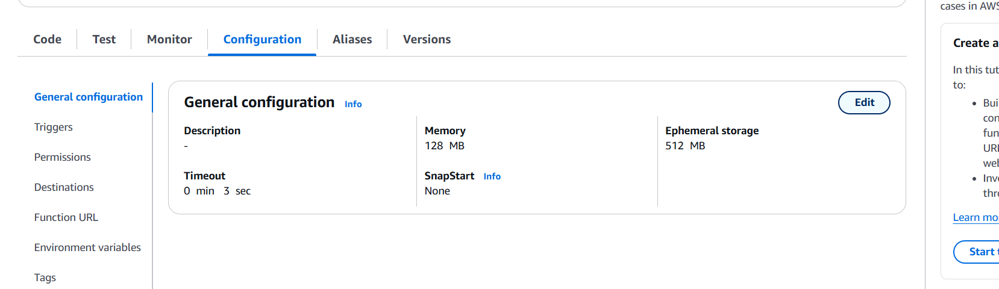 Code
Test
Monitor
Configuration
Aliases
Versions
General configuration
Triggers
Permissions
Destinations
Function URL
Environment variables
Tags
General configuration Info
Edit
Description
-
Memory
128 MB
Ephemeral storage
512 MB
Timeout
0 min 3 sec
SnapStart Info
None
cases in AWS
Create a
In this tut
to:
Bui
con
fun
URL
web
Inv
thr
Learn mo
Start t